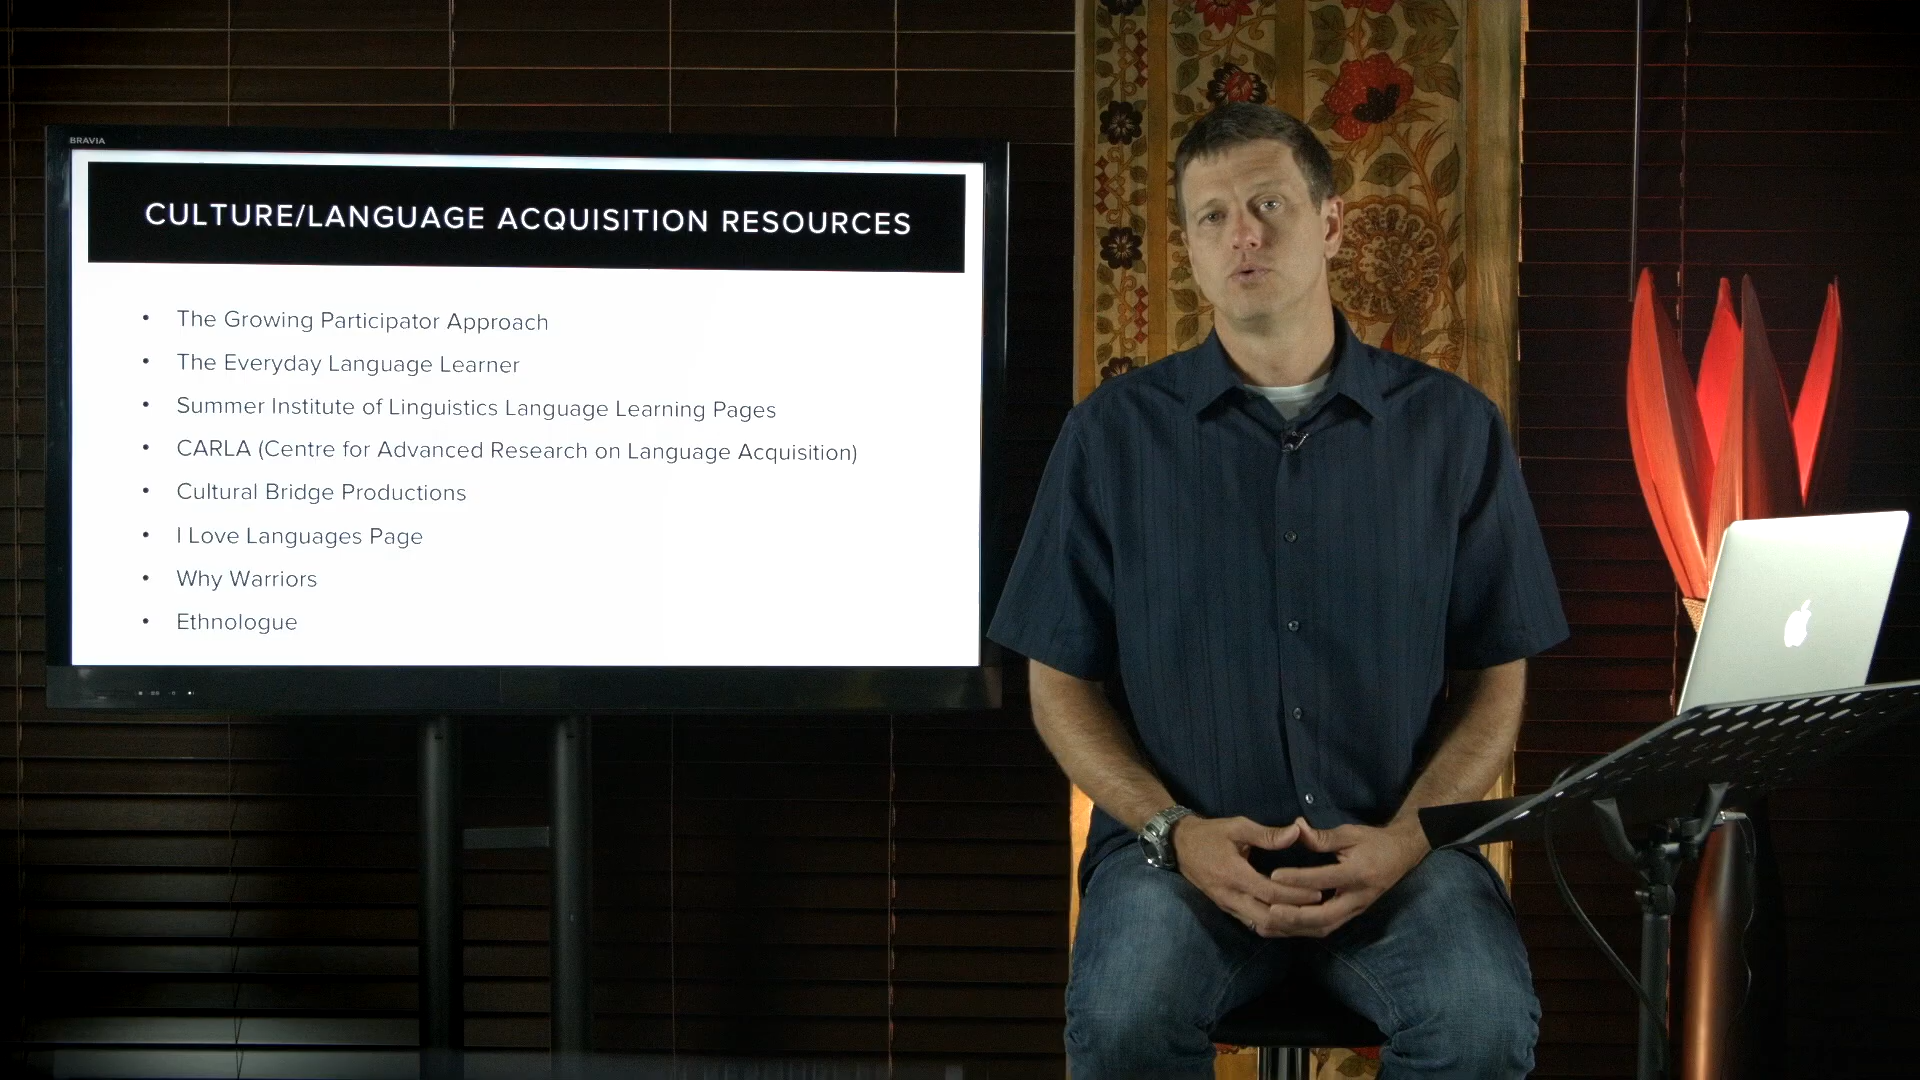 BRAVIA
CULTURE/LANGUAGE ACQUISITION RESOURCES
• The Growing Participator Approach
• The Everyday Language Learner
• Summer Institute of Linguistics Language Learning Pages
• CARLA (Centre for Advanced Research on Language Acquisition)
• Cultural Bridge Productions
• I Love Languages Page
• Why Warriors
• Ethnologue